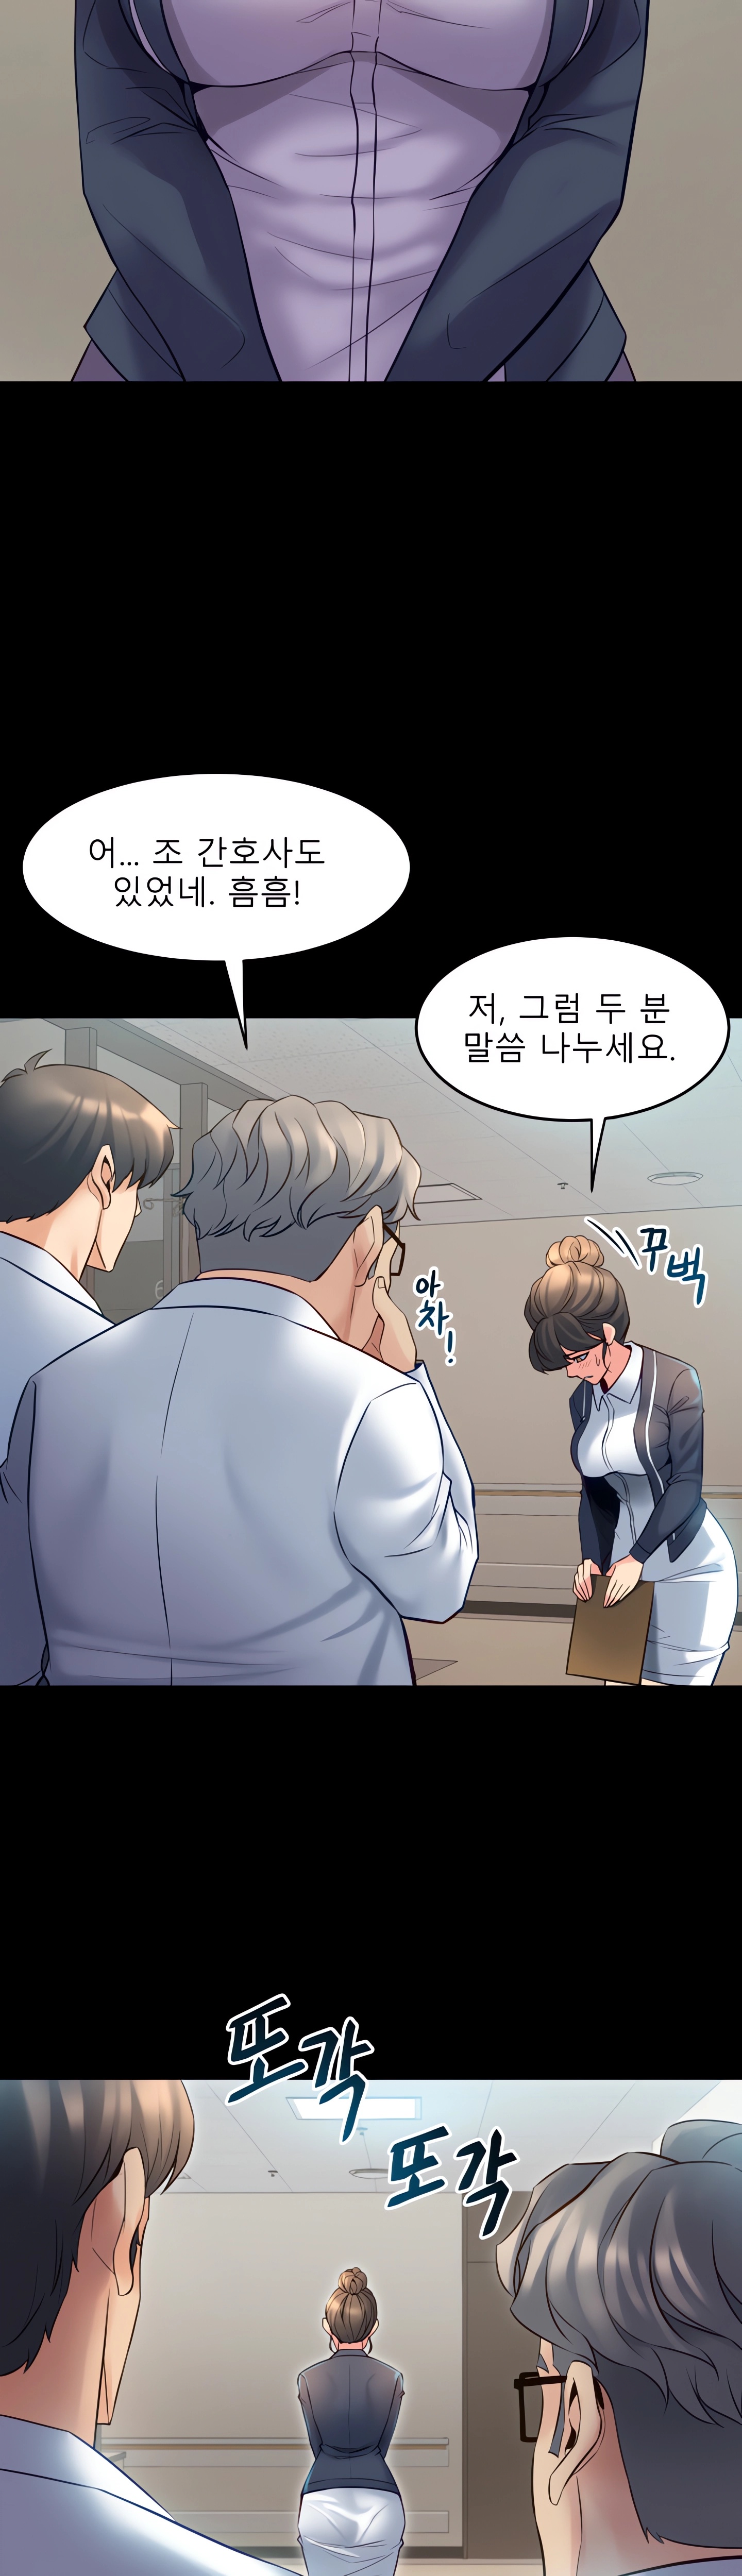 어... 조 간호사도
있었네. 흠흠!
저, 그럼 두 분
말씀 나누세요.
꾸벅
아차!
또각
또각